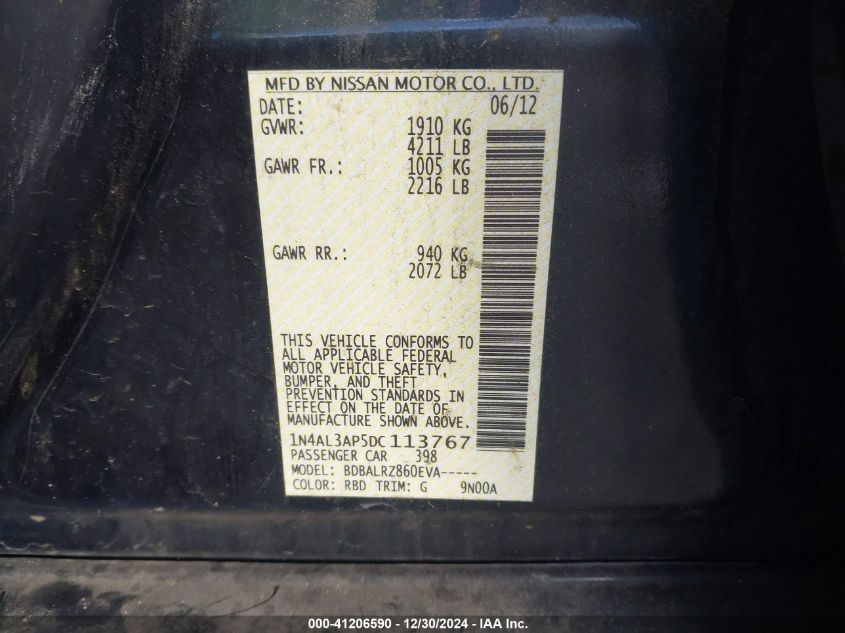 MFD BY NISSAN MOTOR CO., LTD.
DATE: 06/12
GVWR: 1910 KG
4211 LB
GAWR FR.: 1005 KG
2216 LB
GAWR RR.: 940 KG
2072 LB
THIS VEHICLE CONFORMS TO
ALL APPLICABLE FEDERAL
MOTOR VEHICLE SAFETY,
BUMPER, AND THEFT
PREVENTION STANDARDS IN
EFFECT ON THE DATE OF
MANUFACTURE SHOWN ABOVE.
1N4AL3AP5DC113767
PASSENGER CAR 398
MODEL: BDBALRZ860EVA-----
COLOR: RBD TRIM: G 9N00A
000-41206590 - 12/30/2024 - IAA Inc.